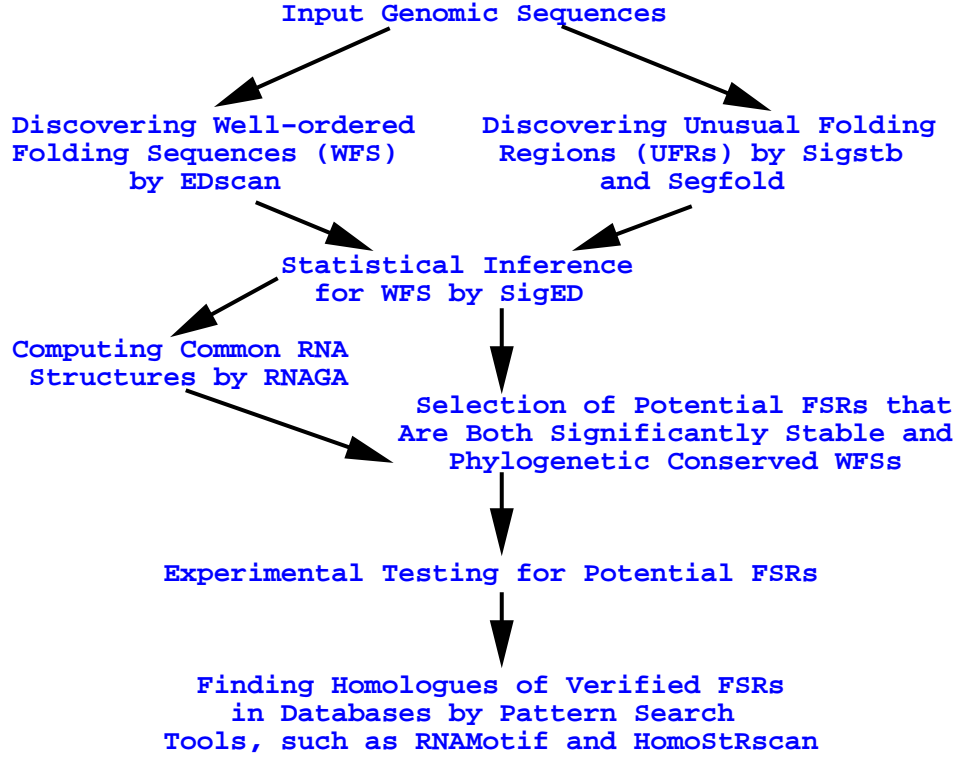 Input Genomic Sequences
Discovering Well-ordered
Folding Sequences (WFS)
by EDscan
Discovering Unusual Folding
Regions (UFRs) by Sigstb
and Segfold
Statistical Inference
for WFS by SigED
Computing Common RNA
Structures by RNAGA
Selection of Potential FSRs that
Are Both Significantly Stable and
Phylogenetic Conserved WFSs
Experimental Testing for Potential FSRs
Finding Homologues of Verified FSRs
in Databases by Pattern Search
Tools, such as RNAMotif and HomoStRscan